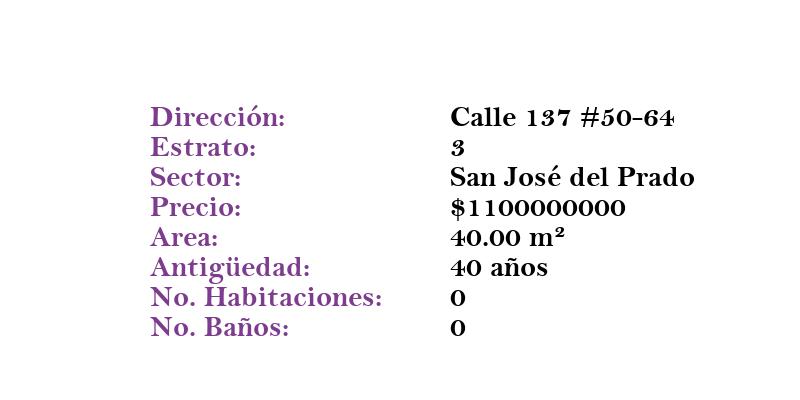 Dirección: Calle 137 #50-64
Estrato: 3
Sector: San José del Prado
Precio: $1100000000
Area: 40.00 m²
Antigüedad: 40 años
No. Habitaciones: 0
No. Baños: 0